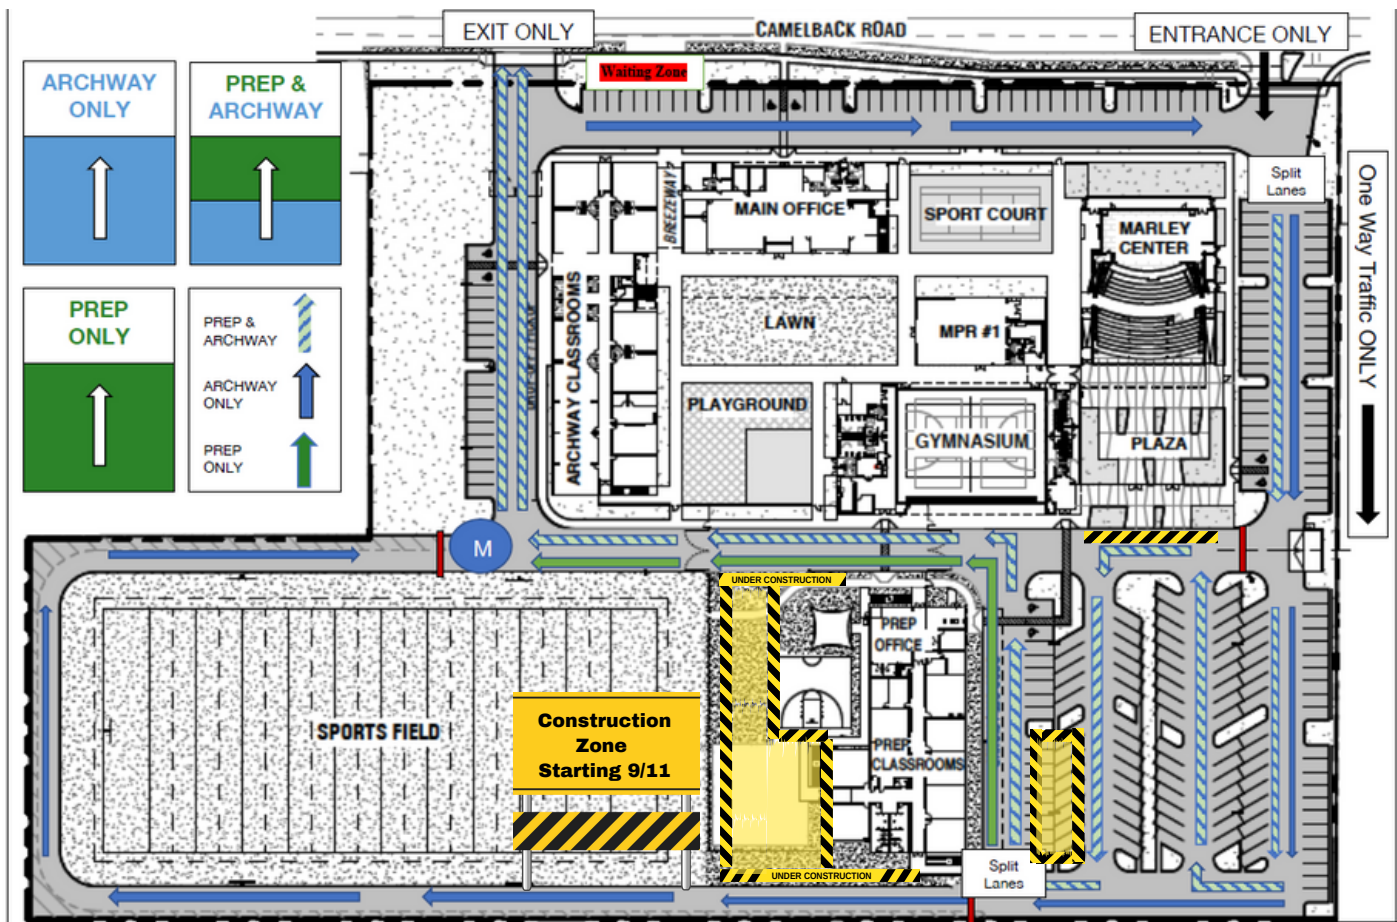 EXIT ONLY
CAMELBACK ROAD
ENTRANCE ONLY
Waiting Zone
ARCHWAY
ONLY
PREP &
ARCHWAY
PREP
ONLY
PREP &
ARCHWAY
ARCHWAY
ONLY
PREP
ONLY
Split
Lanes
One Way Traffic ONLY
BREEZEWAY
MAIN OFFICE
SPORT COURT
MARLEY
CENTER
ARCHWAY CLASSROOMS
LAWN
MPR #1
PLAYGROUND
GYMNASIUM
PLAZA
M
UNDER CONSTRUCTION
PREP
OFFICE
SPORTS FIELD
Construction
Zone
Starting 9/11
PREP
CLASSROOMS
UNDER CONSTRUCTION
Split
Lanes